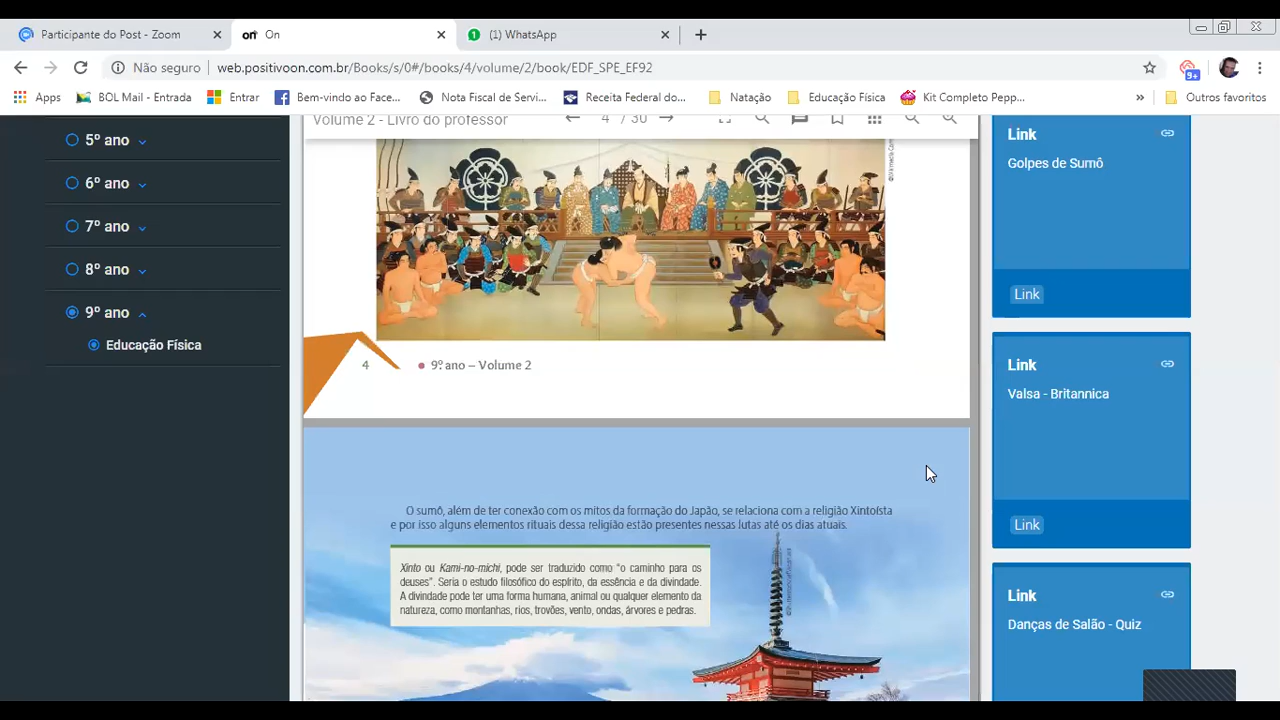 Participante do Post - Zoom
On
(1) WhatsApp
Não seguro
web.positivoon.com.br/Books/s/0#/books/4/volume/2/book/EDF_SPE_EF92
9+
Apps
BOL Mail - Entrada
Entrar
Bem-vindo ao Face...
Nota Fiscal de Servi...
Receita Federal do...
Natação
Educação Física
Kit Completo Pepp...
»
Outros favoritos
5º ano
6º ano
7º ano
8º ano
9º ano
Educação Física
Volume 2 - Livro do professor
4 / 30
4
9º. ano – Volume 2
O sumô, além de ter conexão com os mitos da formação do Japão, se relaciona com a religião Xintoísta
e por isso alguns elementos rituais dessa religião estão presentes nessas lutas até os dias atuais.
Xinto ou Kami-no-michi, pode ser traduzido como “o caminho para os
deuses”. Seria o estudo filosófico do espírito, da essência e da divindade.
A divindade pode ter uma forma humana, animal ou qualquer elemento da
natureza, como montanhas, rios, trovões, vento, ondas, árvores e pedras.
Link
Golpes de Sumô
Link
Link
Valsa - Britannica
Link
Link
Danças de Salão - Quiz